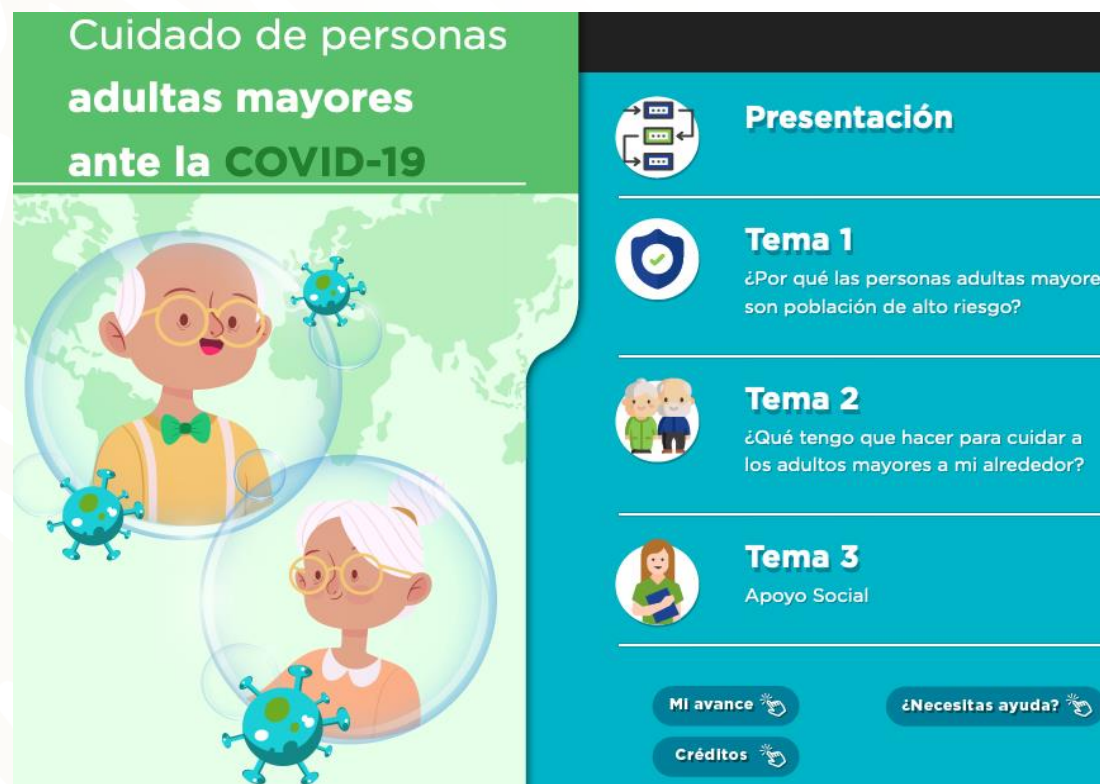 Cuidado de personas
adultas mayores
ante la COVID-19
Presentación
Tema 1
¿Por qué las personas adultas mayore
son población de alto riesgo?
Tema 2
¿Qué tengo que hacer para cuidar a
los adultos mayores a mi alrededor?
Tema 3
Apoyo Social
Mi avance
¿Necesitas ayuda?
Créditos